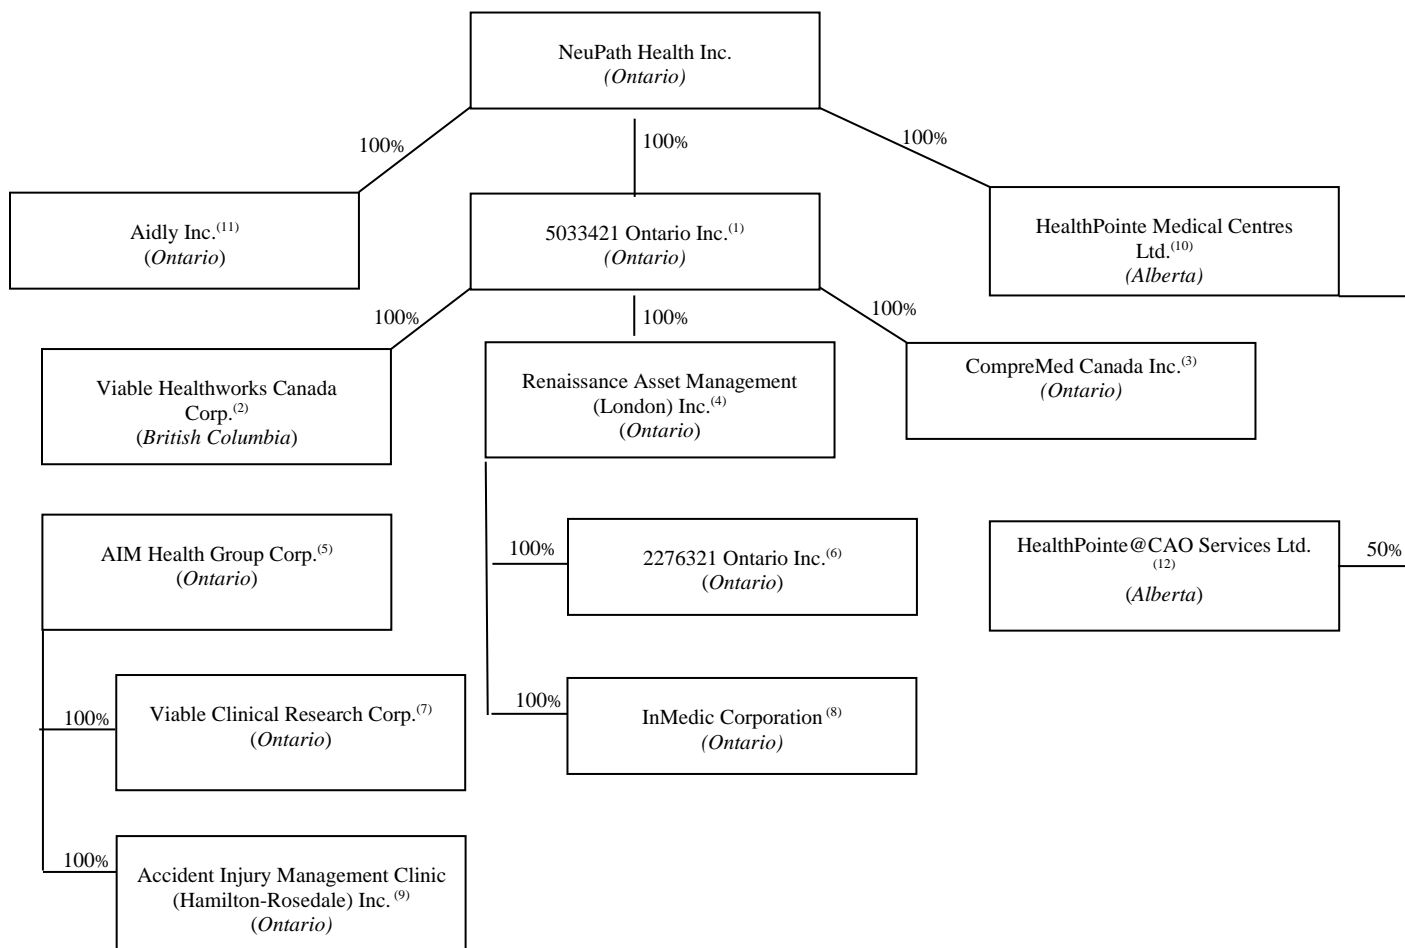 NeuPath Health Inc.
(Ontario)
100%
100%
100%
Aidly Inc.(11)
(Ontario)
5033421 Ontario Inc.(1)
(Ontario)
HealthPointe Medical Centres
Ltd.(10)
(Alberta)
100%
100%
100%
Viable Healthworks Canada
Corp.(2)
(British Columbia)
Renaissance Asset Management
(London) Inc.(4)
(Ontario)
CompreMed Canada Inc.(3)
(Ontario)
AIM Health Group Corp.(5)
(Ontario)
100%
2276321 Ontario Inc.(6)
(Ontario)
HealthPointe@CAO Services Ltd.
(12)
(Alberta)
50%
100%
Viable Clinical Research Corp.(7)
(Ontario)
100%
InMedic Corporation (8)
(Ontario)
100%
Accident Injury Management Clinic
(Hamilton-Rosedale) Inc. (9)
(Ontario)